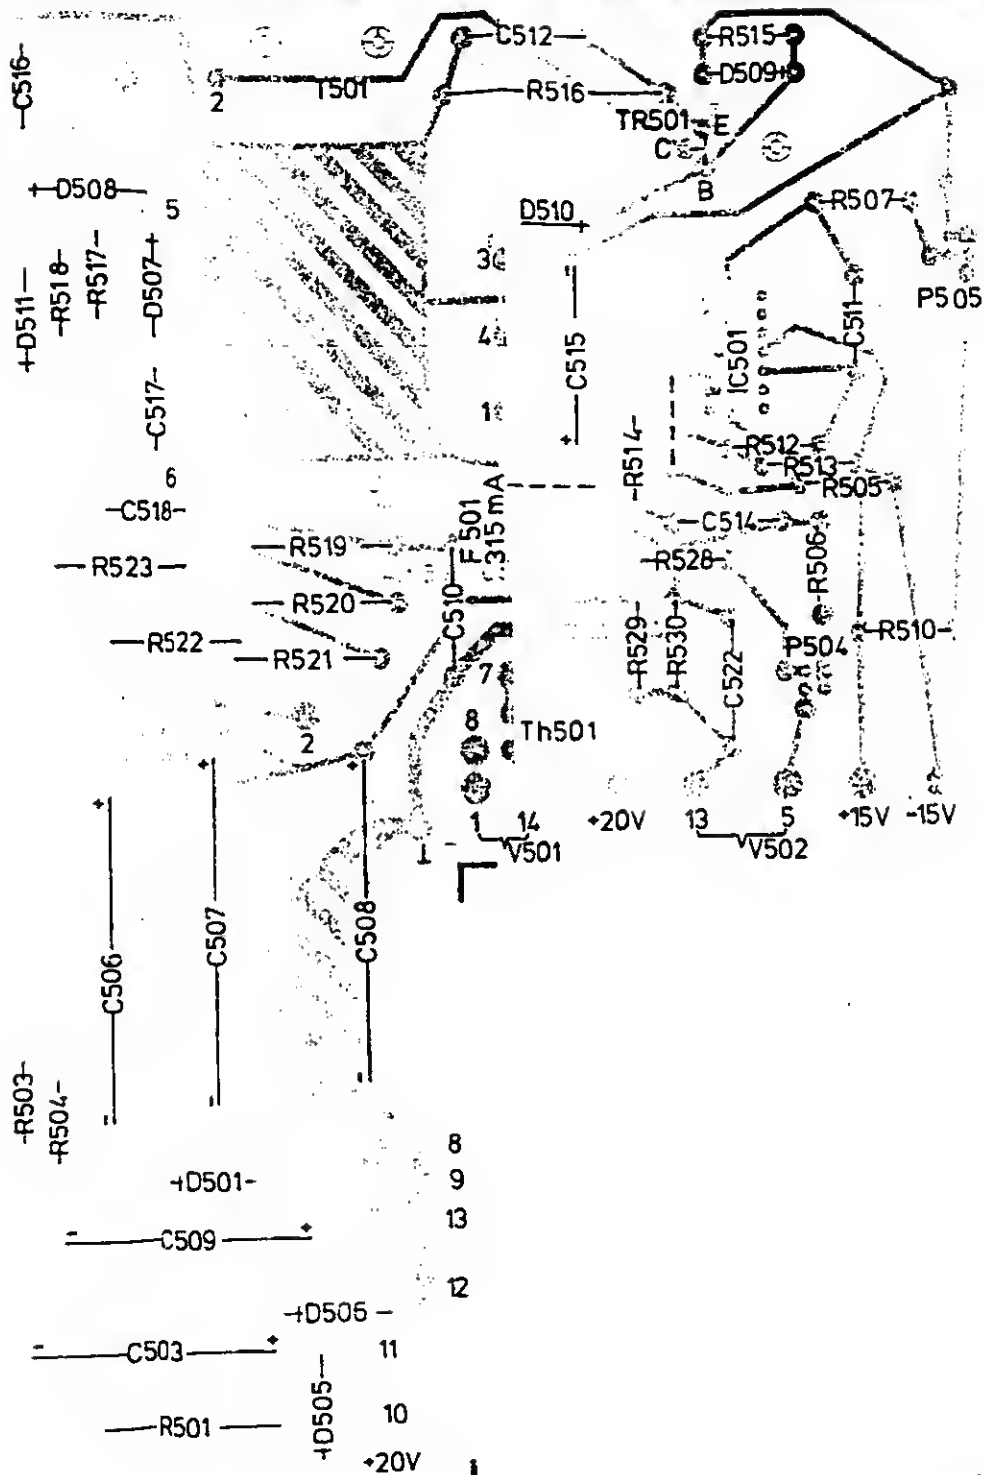 C516
2
T501
C512
R516
R515
D509+
TR501
E
C
B
+D508
5
D510
+
R507
P505
+D511
-R518-
-R517-
-D507+
3
4
1
C515
+
IC501
C511
C517
6
C518
R523
R522
R519
R520
R521
2
F 501
315 mA
C510
7
8
Th501
-R514-
R512
R513
R505
C514
R528
R506
R529
R530
C522
P504
R510
1
14
V501
+20V
13
5
V502
+15V
-15V
+
C506
-
+
C507
-
+
C508
-
-R503-
-R504-
+D501-
8
9
13
12
- C509 +
+D506 -
- C503 +
11
R501
+D505-
10
+20V